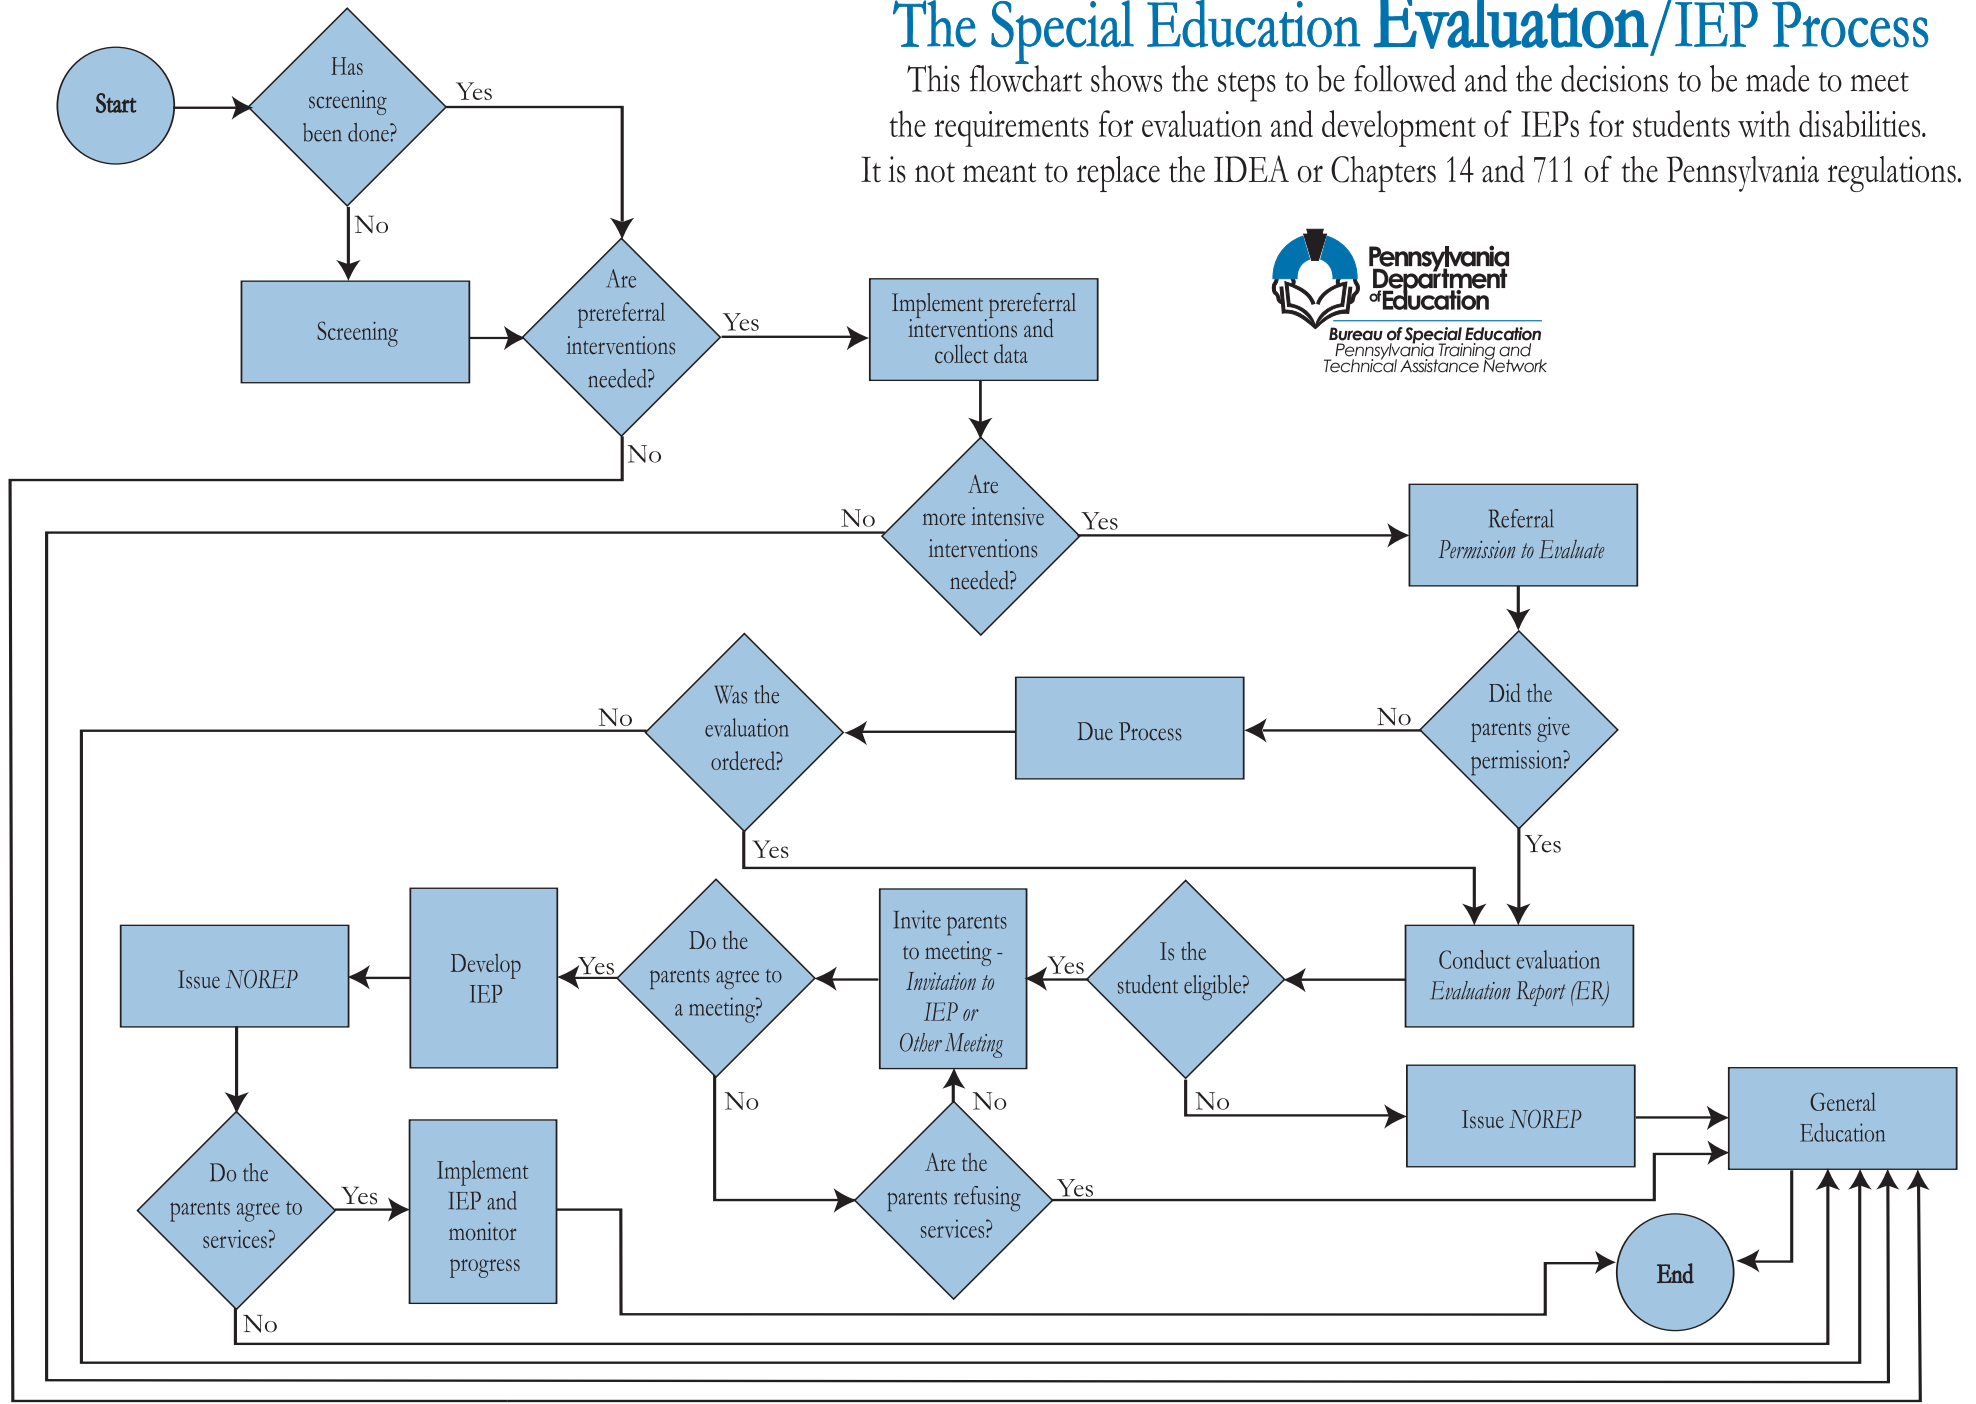 The Special Education Evaluation/IEP Process
This flowchart shows the steps to be followed and the decisions to be made to meet
the requirements for evaluation and development of IEPs for students with disabilities.
It is not meant to replace the IDEA or Chapters 14 and 711 of the Pennsylvania regulations.
Pennsylvania
Department
of Education
Bureau of Special Education
Pennsylvania Training and
Technical Assistance Network
Start
Has
screening
been done?
Yes
No
Screening
Are
prereferral
interventions
needed?
Yes
No
Implement prereferral
interventions and
collect data
Are
more intensive
interventions
needed?
No
Yes
Referral
Permission to Evaluate
Did the
parents give
permission?
No
Yes
Due Process
Was the
evaluation
ordered?
No
Yes
Conduct evaluation
Evaluation Report (ER)
Is the
student eligible?
Yes
No
Invite parents
to meeting -
Invitation to
IEP or
Other Meeting
Do the
parents agree to
a meeting?
Yes
No
Develop
IEP
Issue NOREP
Do the
parents agree to
services?
Yes
No
Implement
IEP and
monitor
progress
Are the
parents refusing
services?
No
Yes
Issue NOREP
General
Education
End